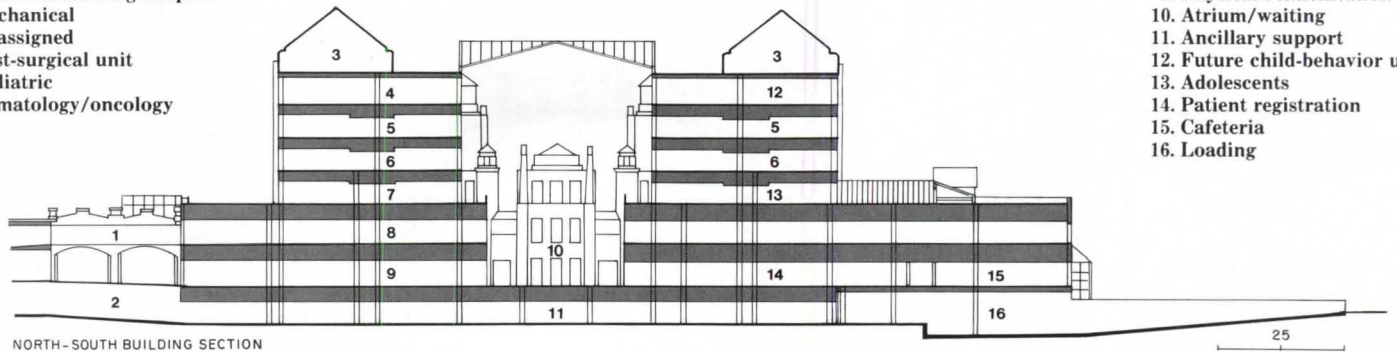 chanical
assigned
st-surgical unit
liatric
matology/oncology
10. Atrium/waiting
11. Ancillary support
12. Future child-behavior u
13. Adolescents
14. Patient registration
15. Cafeteria
16. Loading
3
3
4
12
5
5
6
6
7
13
1
8
10
9
14
15
2
11
16
NORTH-SOUTH BUILDING SECTION
25